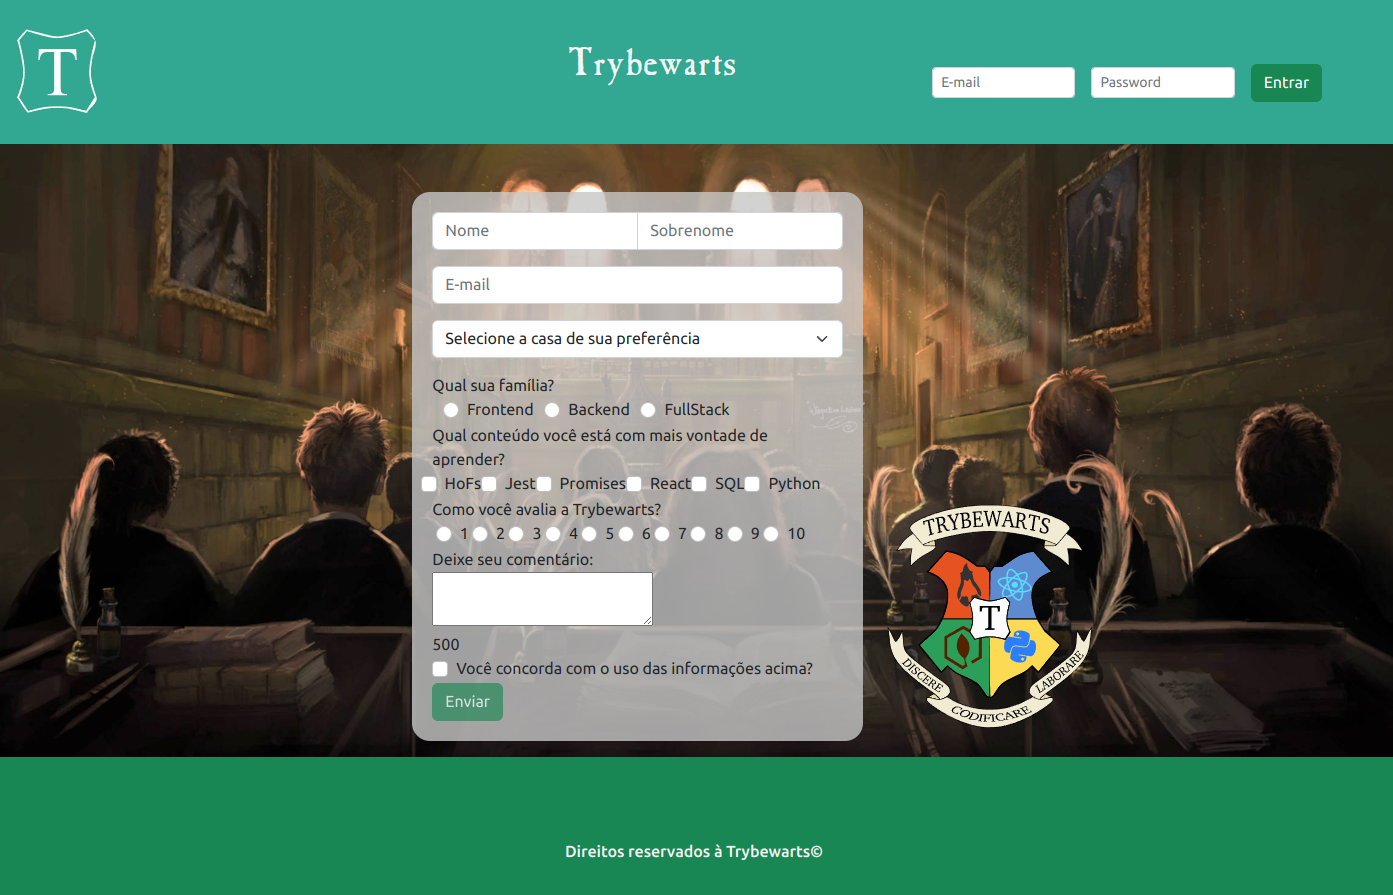 T
Trybewarts
E-mail
Password
Entrar
Nome
Sobrenome
E-mail
Selecione a casa de sua preferência
Qual sua família?
Frontend Backend FullStack
Qual conteúdo você está com mais vontade de
aprender?
HoFs Jest Promises React SQL Python
Como você avalia a Trybewarts?
1 2 3 4 5 6 7 8 9 10
Deixe seu comentário:
500
Você concorda com o uso das informações acima?
Enviar
TRYBEWARTS
T
DISCERE
CODIFICARE
LABORARE
Direitos reservados à Trybewarts©